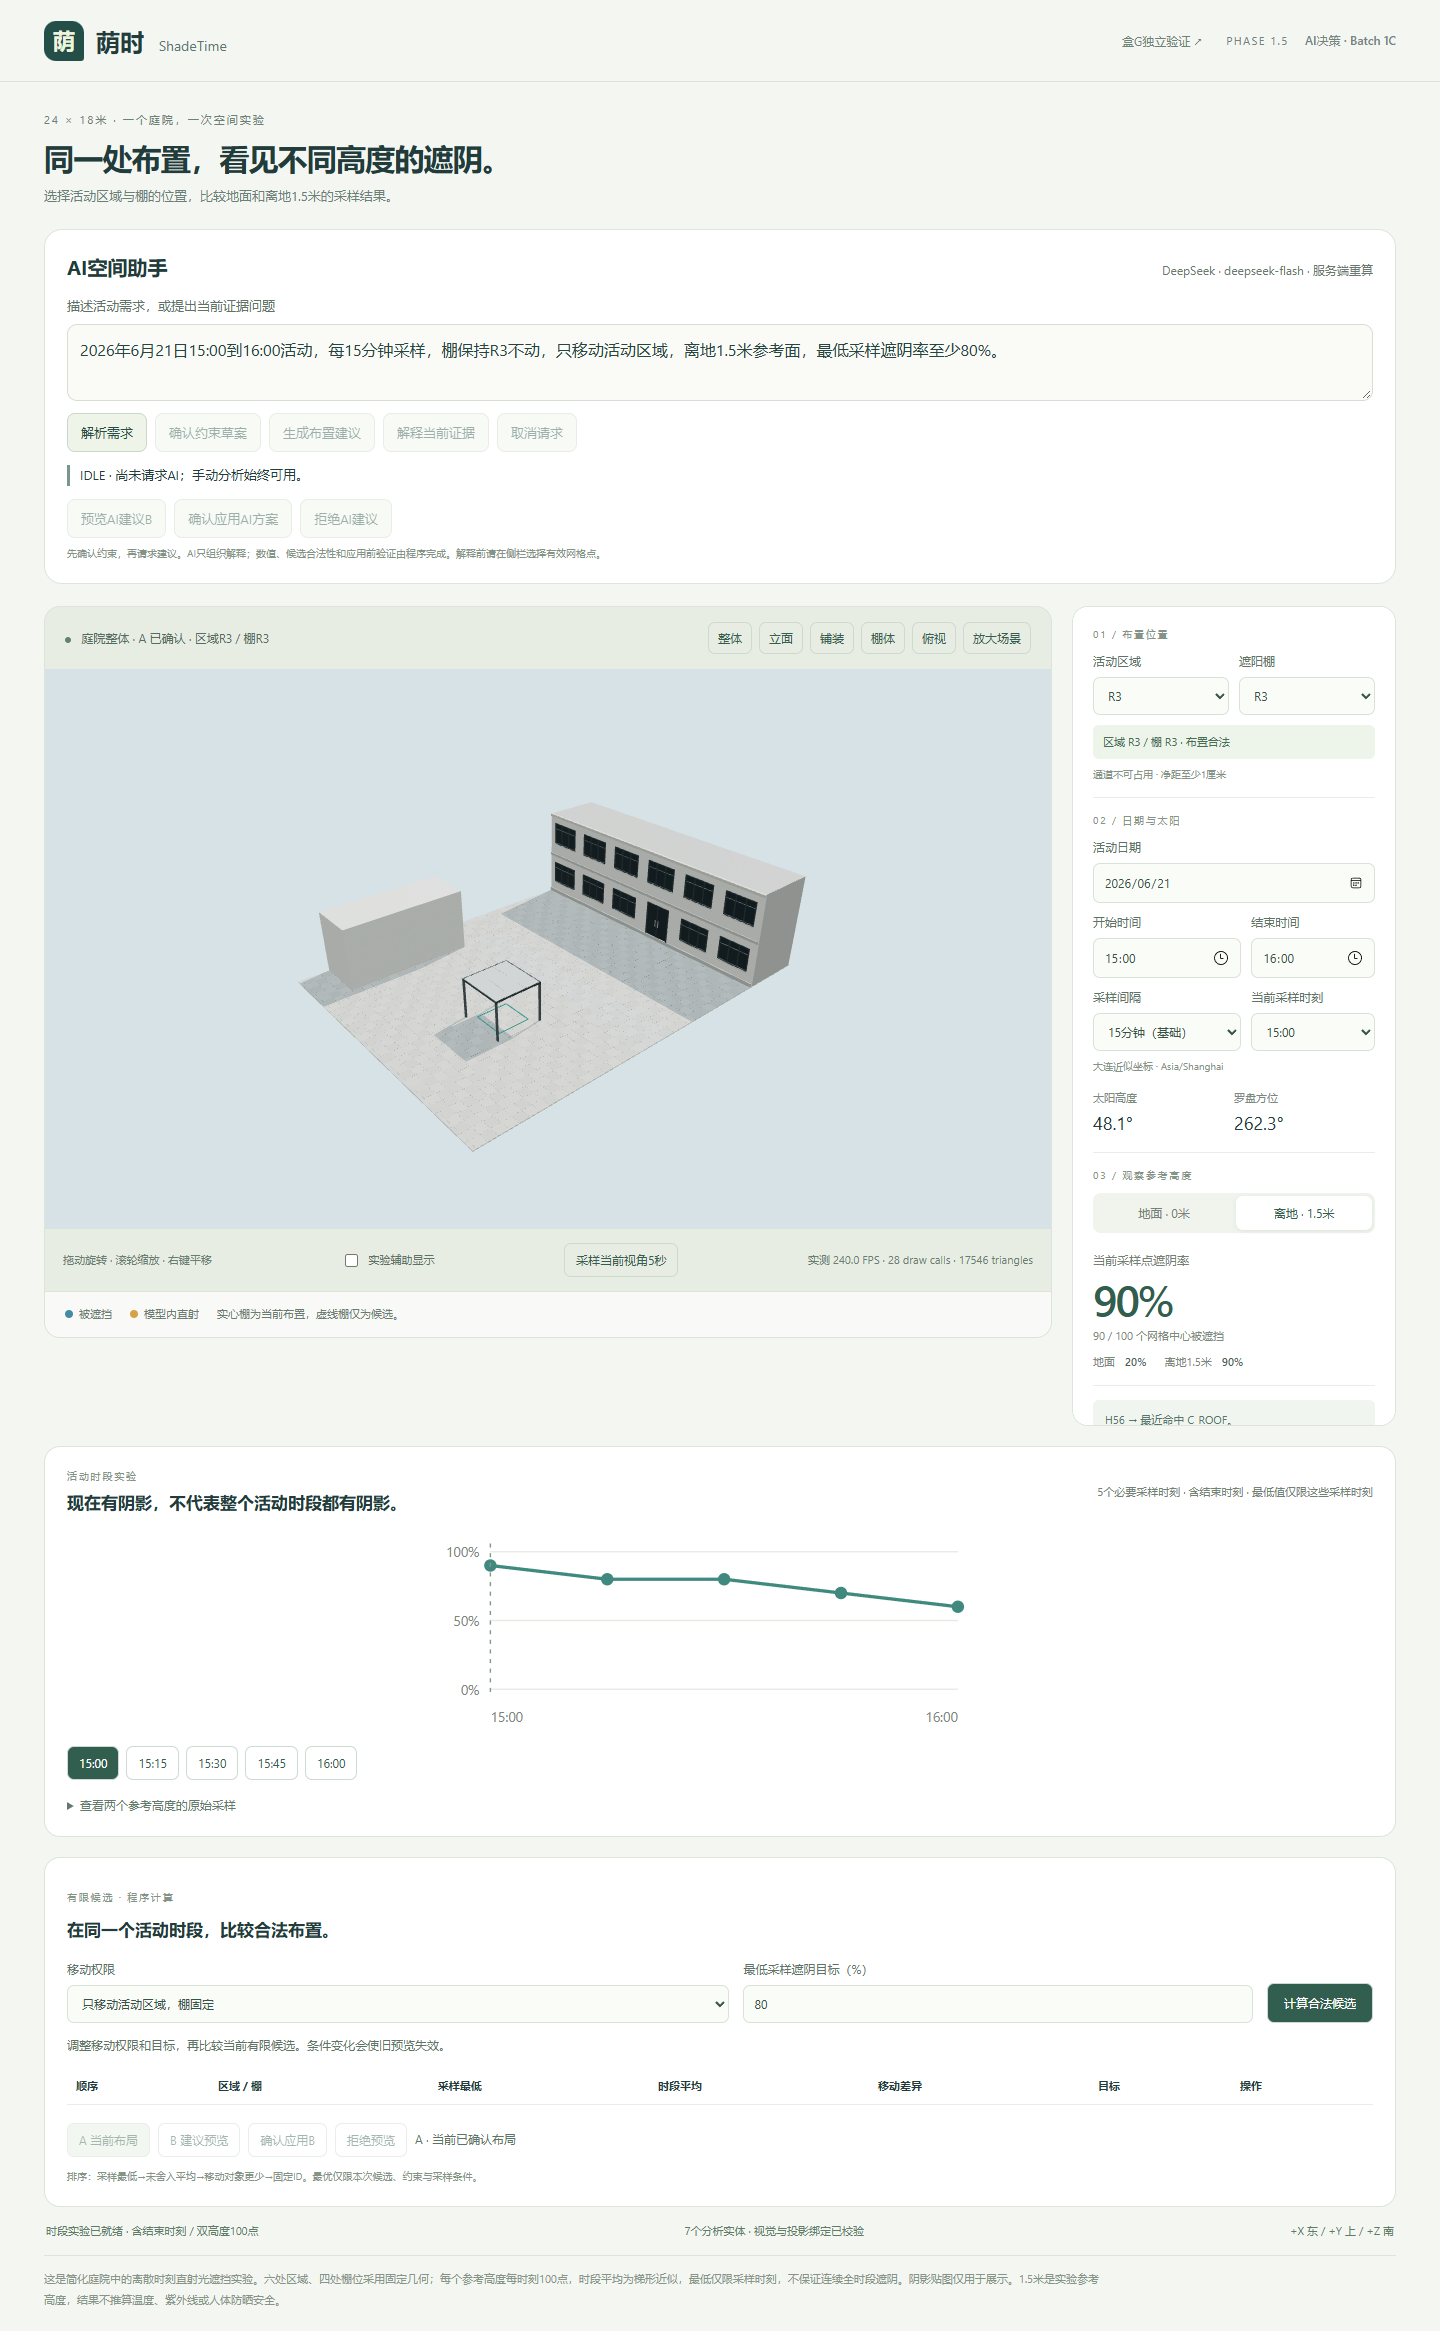 荫 荫时 ShadeTime
盒G独立验证 ↗ PHASE 1.5 AI决策 · Batch 1C
24 × 18米 · 一个庭院，一次空间实验
同一处布置，看见不同高度的遮阴。
选择活动区域与棚的位置，比较地面和离地1.5米的采样结果。
AI空间助手
DeepSeek · deepseek-flash · 服务端重算
描述活动需求，或提出当前证据问题
2026年6月21日15:00到16:00活动，每15分钟采样，棚保持R3不动，只移动活动区域，离地1.5米参考面，最低采样遮阴率至少80%。
解析需求 确认约束草案 生成布置建议 解释当前证据 取消请求
IDLE · 尚未请求AI；手动分析始终可用。
预览AI建议B 确认应用AI方案 拒绝AI建议
先确认约束，再请求建议。AI只组织解释；数值、候选合法性和应用前验证由程序完成。解释前请在侧栏选择有效网格点。
庭院整体 · A 已确认 · 区域R3 / 棚R3
整体 立面 铺装 棚体 俯视 放大场景
拖动旋转 · 滚轮缩放 · 右键平移 实验辅助显示 采样当前视角5秒 实测 240.0 FPS · 28 draw calls · 17546 triangles
被遮挡 模型内直射 实心棚为当前布置，虚线棚仅为候选。
01 / 布置位置
活动区域 遮阳棚
R3 R3
区域 R3 / 棚 R3 · 布置合法
通道不可占用 · 净距至少1厘米
02 / 日期与太阳
活动日期
2026/06/21
开始时间 结束时间
15:00 16:00
采样间隔 当前采样时刻
15分钟（基础） 15:00
大连近似坐标 · Asia/Shanghai
太阳高度 罗盘方位
48.1° 262.3°
03 / 观察参考高度
地面 · 0米 离地 · 1.5米
当前采样点遮阴率
90%
90 / 100 个网格中心被遮挡
地面 20% 离地1.5米 90%
H56 → 最近命中 C ROOF。
活动时段实验
现在有阴影，不代表整个活动时段都有阴影。
5个必要采样时刻 · 含结束时刻 · 最低值仅限这些采样时刻
100%
50%
0%
15:00 16:00
15:00 15:15 15:30 15:45 16:00
▶ 查看两个参考高度的原始采样
有限候选 · 程序计算
在同一个活动时段，比较合法布置。
移动权限 最低采样遮阴目标（%）
只移动活动区域，棚固定 80 计算合法候选
调整移动权限和目标，再比较当前有限候选。条件变化会使旧预览失效。
顺序 区域 / 棚 采样最低 时段平均 移动差异 目标 操作
A 当前布局 B 建议预览 确认应用B 拒绝预览 A · 当前已确认布局
排序：采样最低→未舍入平均→移动对象更少→固定ID。最优仅限本次候选、约束与采样条件。
时段实验已就绪 · 含结束时刻 / 双高度100点 7个分析实体 · 视觉与投影绑定已校验 +X 东 / +Y 上 / +Z 南
这是简化庭院中的离散时刻直射光遮挡实验。六处区域、四处棚位采用固定几何；每个参考高度每时刻100点，时段平均为梯形近似，最低仅限采样时刻，不保证连续全时段遮阴。阴影贴图仅用于展示。1.5米是实验参考
高度，结果不推算温度、紫外线或人体防晒安全。